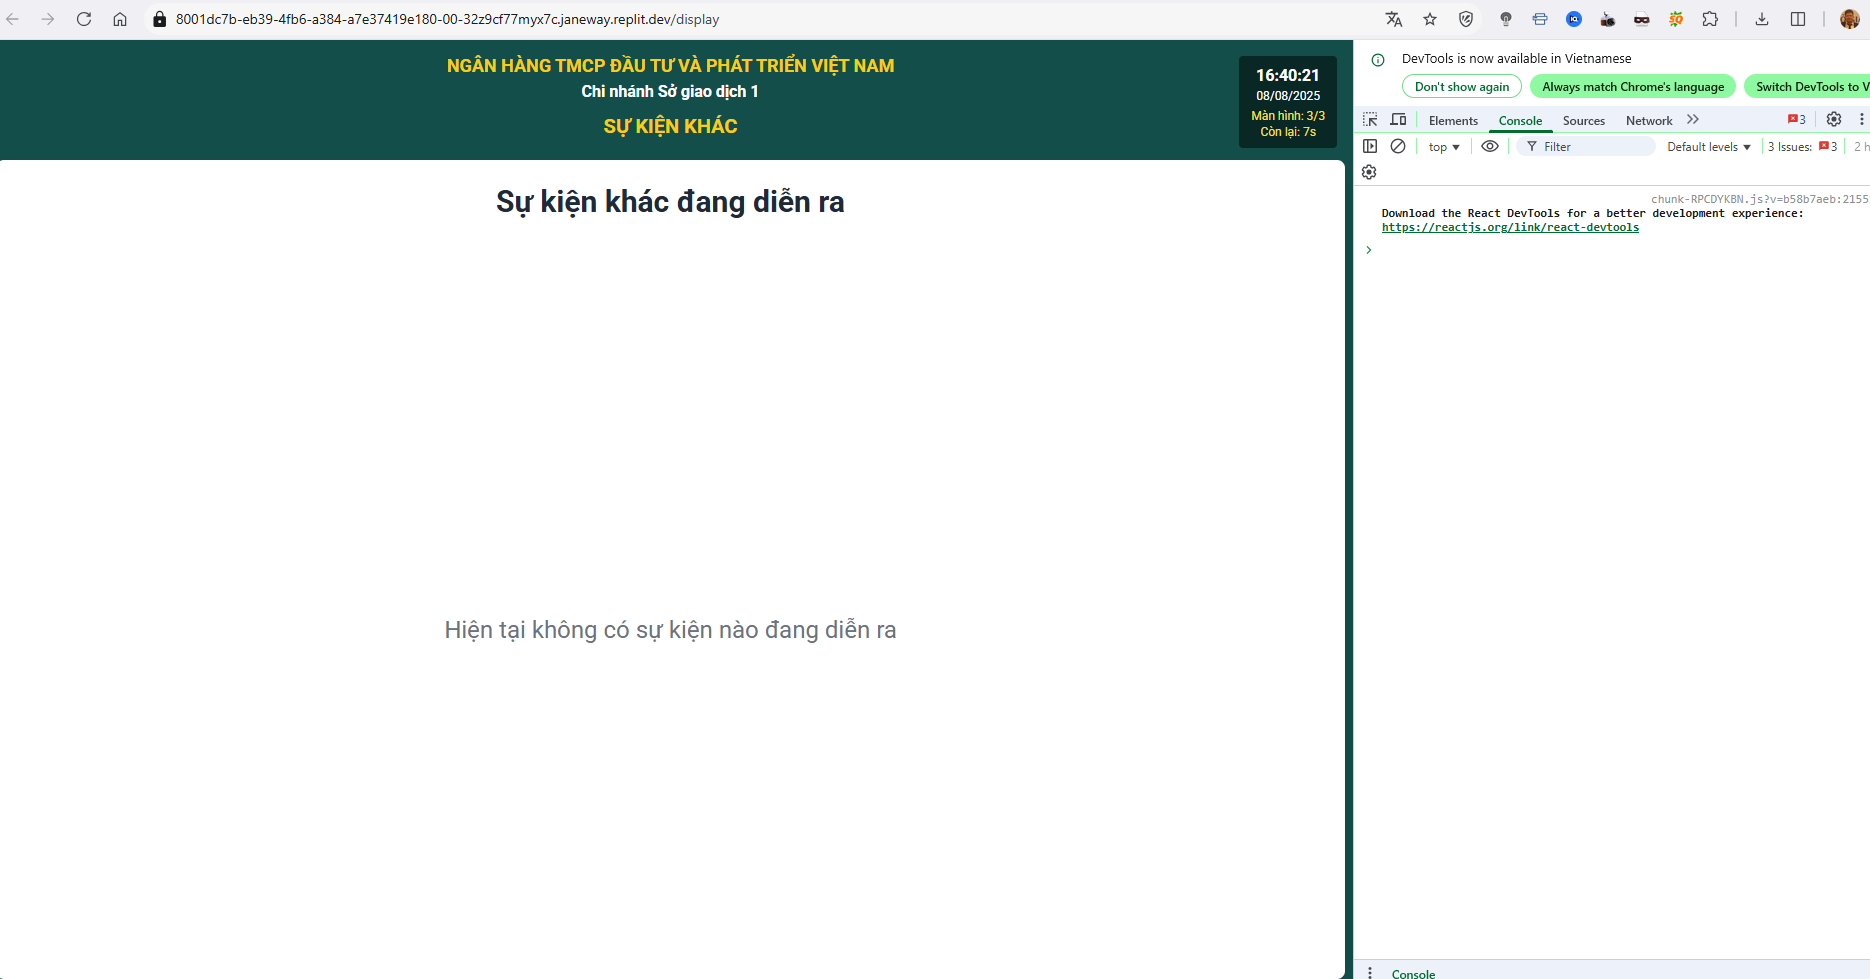 8001dc7b-eb39-4fb6-a384-a7e37419e180-00-32z9cf77myx7c.janeway.replit.dev/display
NGÂN HÀNG TMCP ĐẦU TƯ VÀ PHÁT TRIỂN VIỆT NAM
Chi nhánh Sở giao dịch 1
SỰ KIỆN KHÁC
16:40:21
08/08/2025
Màn hình: 3/3
Còn lại: 7s
Sự kiện khác đang diễn ra
Hiện tại không có sự kiện nào đang diễn ra
DevTools is now available in Vietnamese
Don't show again Always match Chrome's language Switch DevTools to V
Elements Console Sources Network 3
top Filter Default levels 3 Issues: 3 2 h
chunk-RPCDYKBN.js?v=b58b7aeb:2155
Download the React DevTools for a better development experience:
https://reactjs.org/link/react-devtools
Console